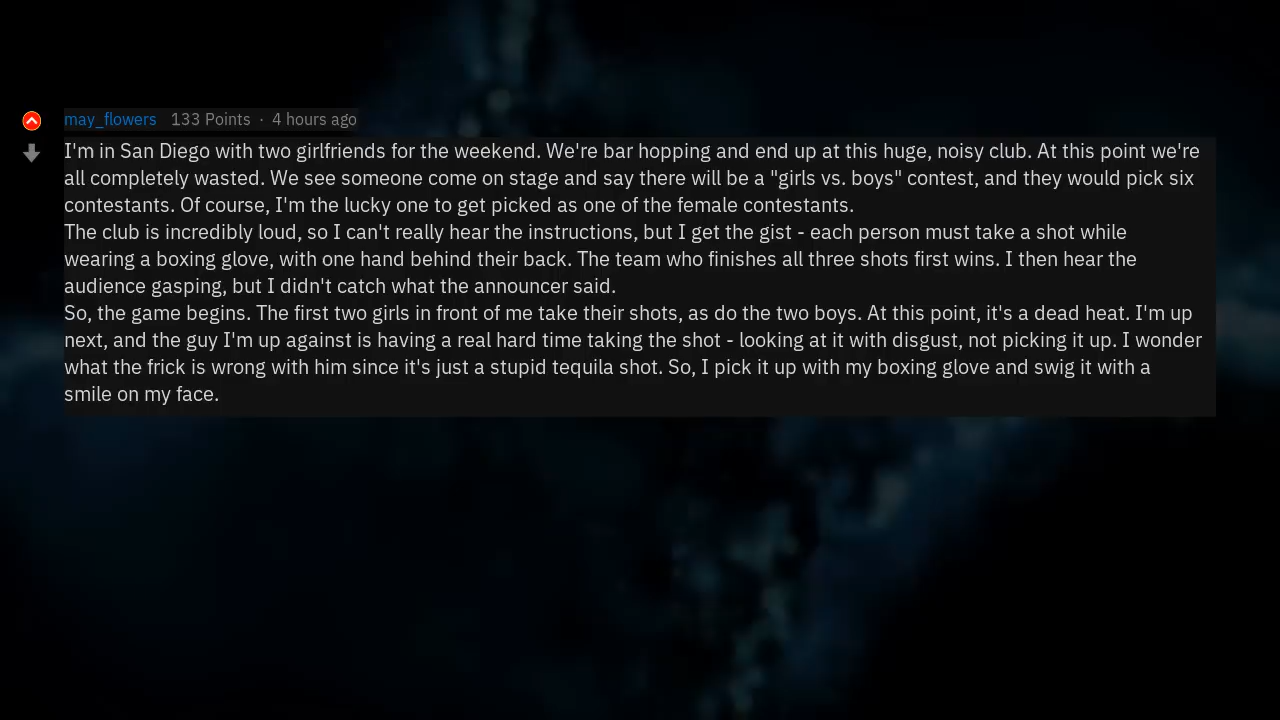 may_flowers 133 Points · 4 hours ago
I'm in San Diego with two girlfriends for the weekend. We're bar hopping and end up at this huge, noisy club. At this point we're
all completely wasted. We see someone come on stage and say there will be a "girls vs. boys" contest, and they would pick six
contestants. Of course, I'm the lucky one to get picked as one of the female contestants.
The club is incredibly loud, so I can't really hear the instructions, but I get the gist - each person must take a shot while
wearing a boxing glove, with one hand behind their back. The team who finishes all three shots first wins. I then hear the
audience gasping, but I didn't catch what the announcer said.
So, the game begins. The first two girls in front of me take their shots, as do the two boys. At this point, it's a dead heat. I'm up
next, and the guy I'm up against is having a real hard time taking the shot - looking at it with disgust, not picking it up. I wonder
what the frick is wrong with him since it's just a stupid tequila shot. So, I pick it up with my boxing glove and swig it with a
smile on my face.